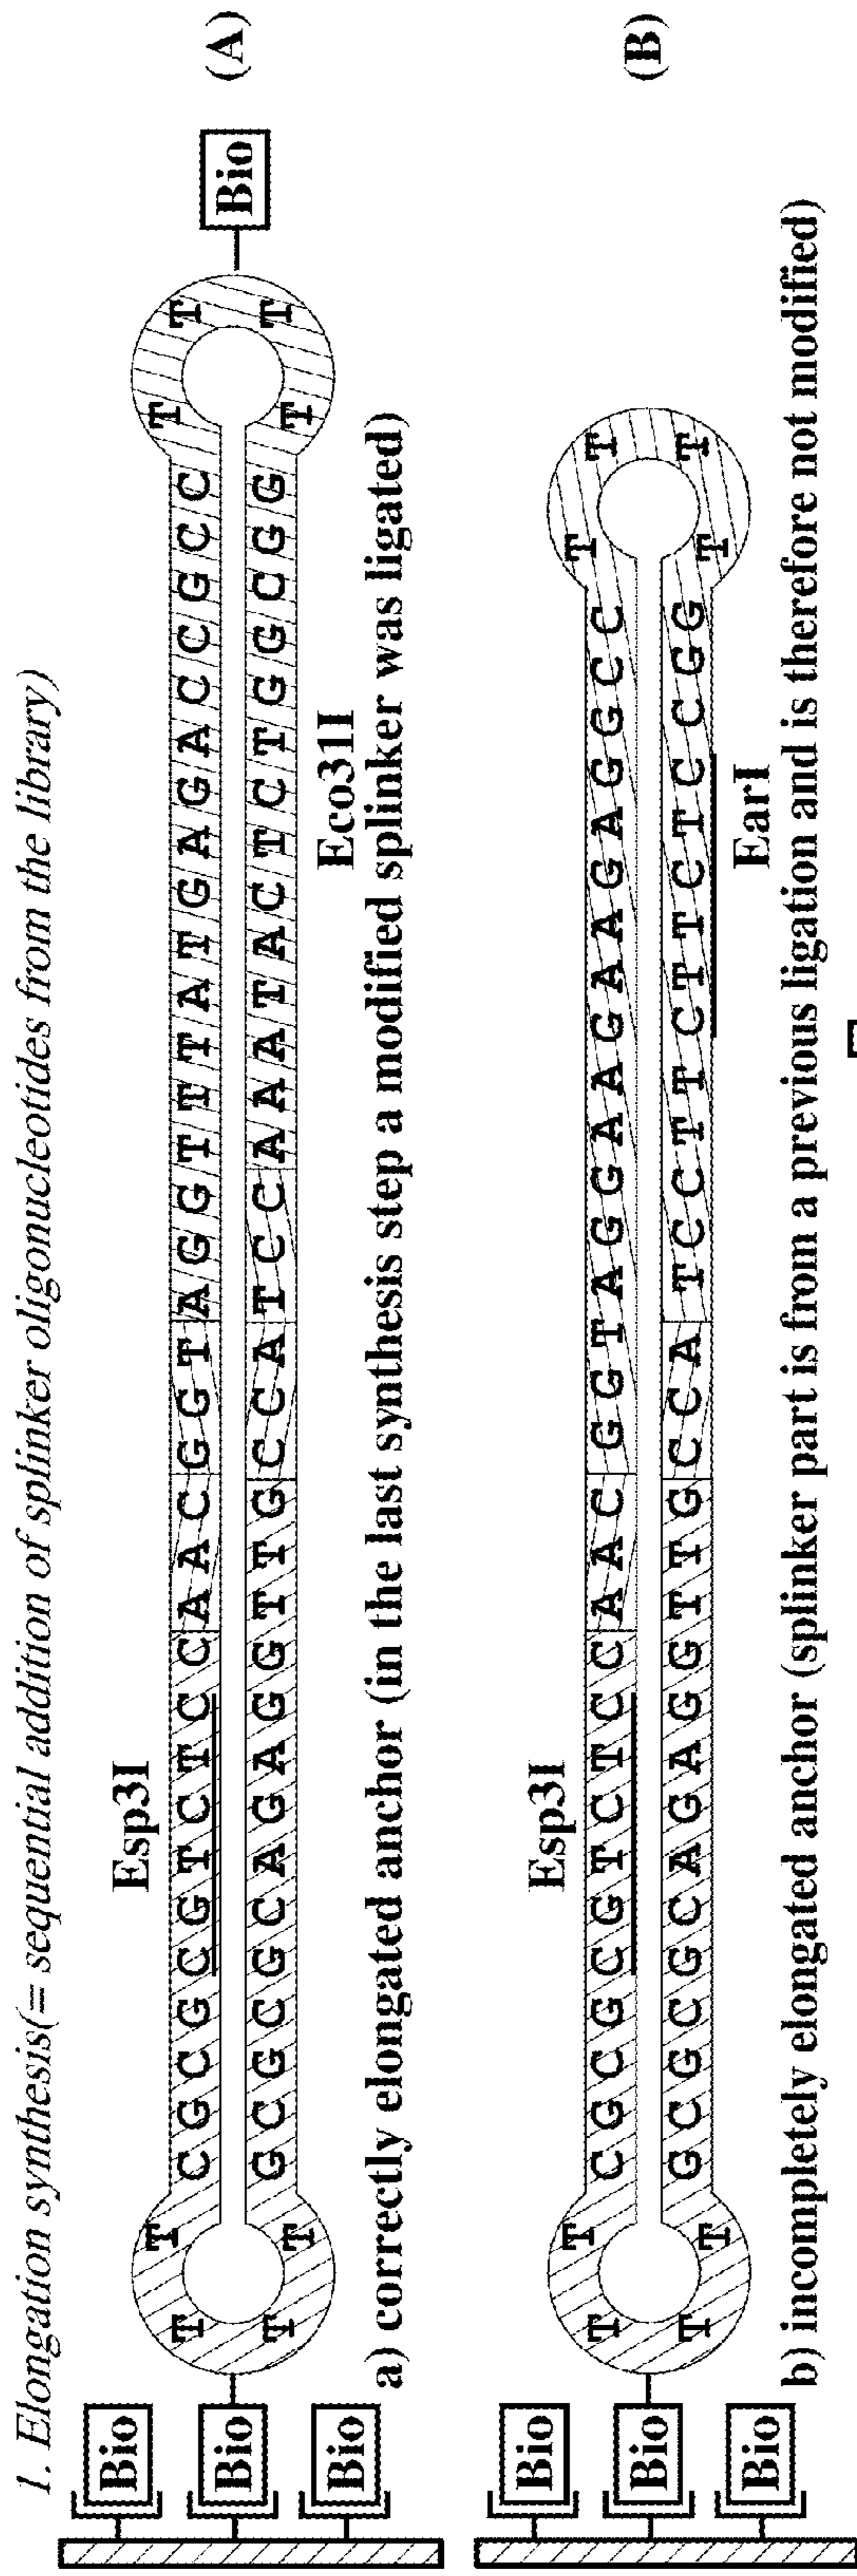 1. Elongation synthesis(= sequential addition of splinker oligonucleotides from the library)
Esp3I
Bio
T T C G C G C G T C T C C A A C G G T A G G T T T A T G A G A C C G C C T T
Bio Bio (A)
T T G C G C G C A G A G G T T G C C A T C C A A A T A C T C T G G C G G T T
Bio
Eco31I
a) correctly elongated anchor (in the last synthesis step a modified splinker was ligated)
Esp3I
Bio
T T C G C G C G T C T C C A A C G G T A G G A A G A A G A G G C C T T
Bio (B)
T T G C G C G C A G A G G T T G C C A T C C T T C T T C T C C G G T T
Bio
EarI
b) incompletely elongated anchor (splinker part is from a previous ligation and is therefore not modified)